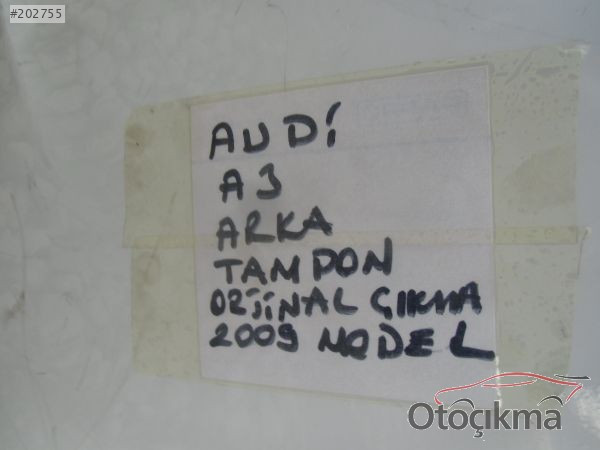 #202755
AUDİ
A3
ARKA
TAMPON
ORJİNAL ÇIKMA
2009 MODEL
Otoçıkma